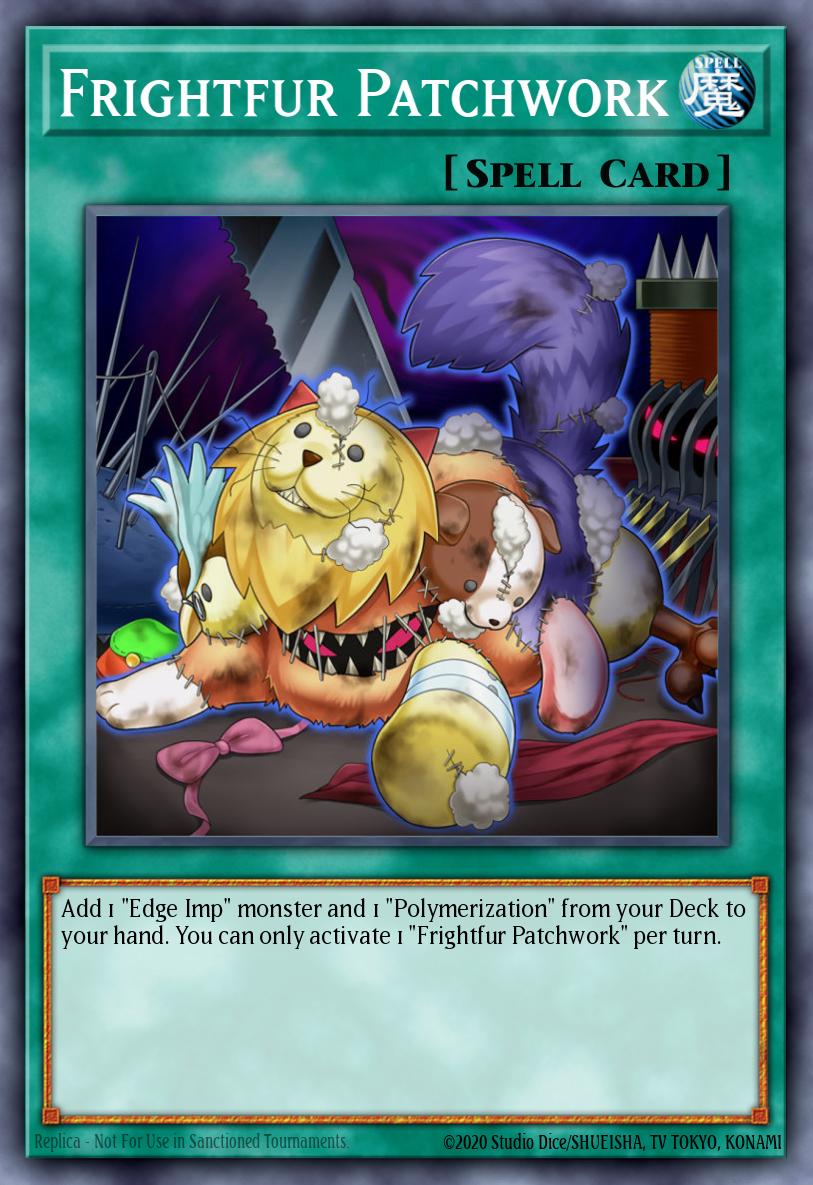 Frightfur Patchwork
SPELL
魔
[Spell Card]
Add 1 "Edge Imp" monster and 1 "Polymerization" from your Deck to
your hand. You can only activate 1 "Frightfur Patchwork" per turn.
Replica - Not For Use in Sanctioned Tournaments.
©2020 Studio Dice/SHUEISHA, TV TOKYO, KONAMI